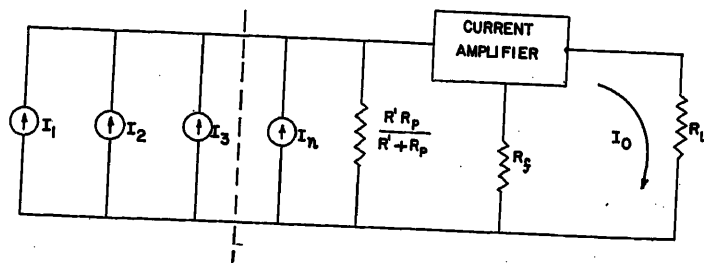 CURRENT
AMPLIFIER
I1
I2
I3
In
R' RP
R' + RP
Rf
IO
RL